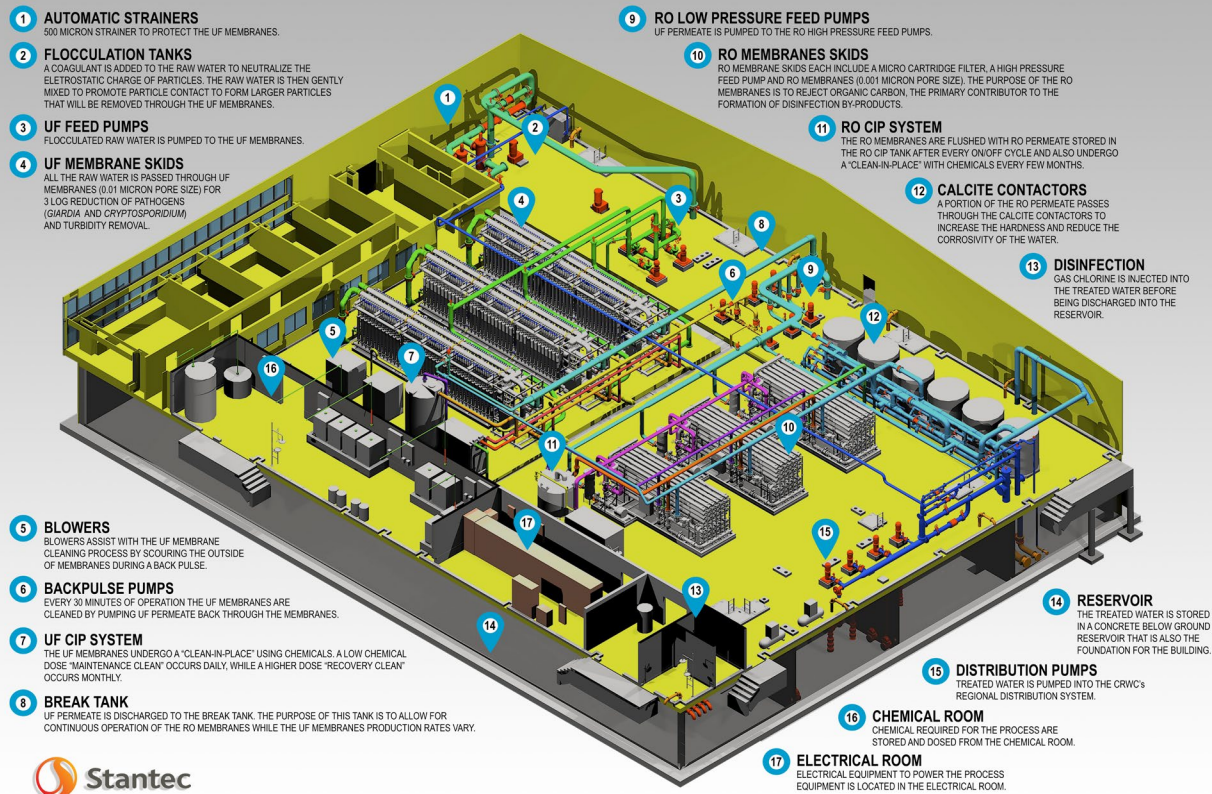 1 AUTOMATIC STRAINERS
500 MICRON STRAINER TO PROTECT THE UF MEMBRANES.
2 FLOCCULATION TANKS
A COAGULANT IS ADDED TO THE RAW WATER TO NEUTRALIZE THE
ELETROSTATIC CHARGE OF PARTICLES. THE RAW WATER IS THEN GENTLY
MIXED TO PROMOTE PARTICLE CONTACT TO FORM LARGER PARTICLES
THAT WILL BE REMOVED THROUGH THE UF MEMBRANES.
3 UF FEED PUMPS
FLOCCULATED RAW WATER IS PUMPED TO THE UF MEMBRANES.
4 UF MEMBRANE SKIDS
ALL THE RAW WATER IS PASSED THROUGH UF
MEMBRANES (0.01 MICRON PORE SIZE) FOR
3 LOG REDUCTION OF PATHOGENS
(GIARDIA AND CRYPTOSPORIDIUM)
AND TURBIDITY REMOVAL.
5 BLOWERS
BLOWERS ASSIST WITH THE UF MEMBRANE
CLEANING PROCESS BY SCOURING THE OUTSIDE
OF MEMBRANES DURING A BACK PULSE.
6 BACKPULSE PUMPS
EVERY 30 MINUTES OF OPERATION THE UF MEMBRANES ARE
CLEANED BY PUMPING UF PERMEATE BACK THROUGH THE MEMBRANES.
7 UF CIP SYSTEM
THE UF MEMBRANES UNDERGO A "CLEAN-IN-PLACE" USING CHEMICALS. A LOW CHEMICAL
DOSE "MAINTENANCE CLEAN" OCCURS DAILY, WHILE A HIGHER DOSE "RECOVERY CLEAN"
OCCURS MONTHLY.
8 BREAK TANK
UF PERMEATE IS DISCHARGED TO THE BREAK TANK. THE PURPOSE OF THIS TANK IS TO ALLOW FOR
CONTINUOUS OPERATION OF THE RO MEMBRANES WHILE THE UF MEMBRANES PRODUCTION RATES VARY.
Stantec
9 RO LOW PRESSURE FEED PUMPS
UF PERMEATE IS PUMPED TO THE RO HIGH PRESSURE FEED PUMPS.
10 RO MEMBRANES SKIDS
RO MEMBRANE SKIDS EACH INCLUDE A MICRO CARTRIDGE FILTER, A HIGH PRESSURE
FEED PUMP AND RO MEMBRANES (0.001 MICRON PORE SIZE). THE PURPOSE OF THE RO
MEMBRANES IS TO REJECT ORGANIC CARBON, THE PRIMARY CONTRIBUTOR TO THE
FORMATION OF DISINFECTION BY-PRODUCTS.
11 RO CIP SYSTEM
THE RO MEMBRANES ARE FLUSHED WITH RO PERMEATE STORED IN
THE RO CIP TANK AFTER EVERY ON/OFF CYCLE AND ALSO UNDERGO
A "CLEAN-IN-PLACE" WITH CHEMICALS EVERY FEW MONTHS.
12 CALCITE CONTACTORS
A PORTION OF THE RO PERMEATE PASSES
THROUGH THE CALCITE CONTACTORS TO
INCREASE THE HARDNESS AND REDUCE THE
CORROSIVITY OF THE WATER.
13 DISINFECTION
GAS CHLORINE IS INJECTED INTO
THE TREATED WATER BEFORE
BEING DISCHARGED INTO THE
RESERVOIR.
14 RESERVOIR
THE TREATED WATER IS STORED
IN A CONCRETE BELOW GROUND
RESERVOIR THAT IS ALSO THE
FOUNDATION FOR THE BUILDING.
15 DISTRIBUTION PUMPS
TREATED WATER IS PUMPED INTO THE CRWC's
REGIONAL DISTRIBUTION SYSTEM.
16 CHEMICAL ROOM
CHEMICAL REQUIRED FOR THE PROCESS ARE
STORED AND DOSED FROM THE CHEMICAL ROOM.
17 ELECTRICAL ROOM
ELECTRICAL EQUIPMENT TO POWER THE PROCESS
EQUIPMENT IS LOCATED IN THE ELECTRICAL ROOM.
1
2
3
4
8
6
9
12
5
7
16
11
10
17
15
13
14